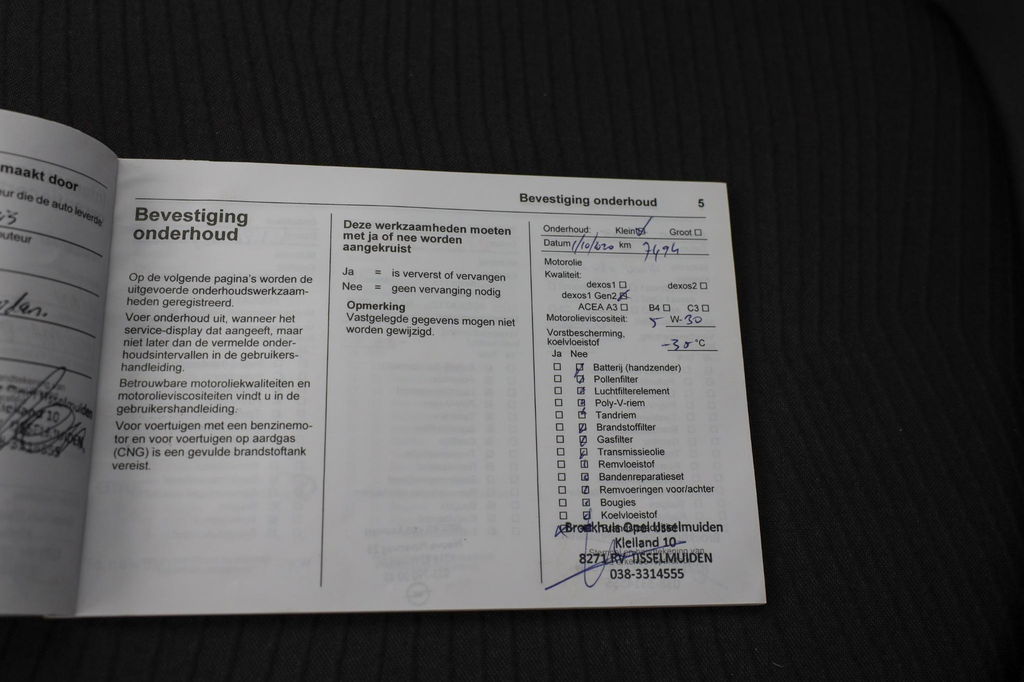 maakt door
ur die de auto leverde
uteur
Bevestiging onderhoud 5
Bevestiging
onderhoud
Op de volgende pagina's worden de
uitgevoerde onderhoudswerkzaam-
heden geregistreerd.
Voer onderhoud uit, wanneer het
service-display dat aangeeft, maar
niet later dan de vermelde onder-
houdsintervallen in de gebruikers-
handleiding.
Betrouwbare motoroliekwaliteiten en
motorolieviscositeiten vindt u in de
gebruikershandleiding.
Voor voertuigen met een benzinemo-
tor en voor voertuigen op aardgas
(CNG) is een gevulde brandstoftank
vereist.
Deze werkzaamheden moeten
met ja of nee worden
aangekruist
Ja = is ververst of vervangen
Nee = geen vervanging nodig
Opmerking
Vastgelegde gegevens mogen niet
worden gewijzigd.
Onderhoud: Klein Groot
Datum 1/10/2020 km 7494
Motorolie
Kwaliteit:
dexos1 dexos2
dexos1 Gen2
ACEA A3 B4 C3
Motorolieviscositeit: 5 W-30
Vorstbescherming,
koelvloeistof -30 °C
Ja Nee
Batterij (handzender)
Pollenfilter
Luchtfilterelement
Poly-V-riem
Tandriem
Brandstoffilter
Gasfilter
Transmissieolie
Remvloeistof
Bandenreparatieset
Remvoeringen voor/achter
Bougies
Koelvloeistof
Broekhuis Opel IJsselmuiden
Kleiland 10
8271 RV IJSSELMUIDEN
038-3314555